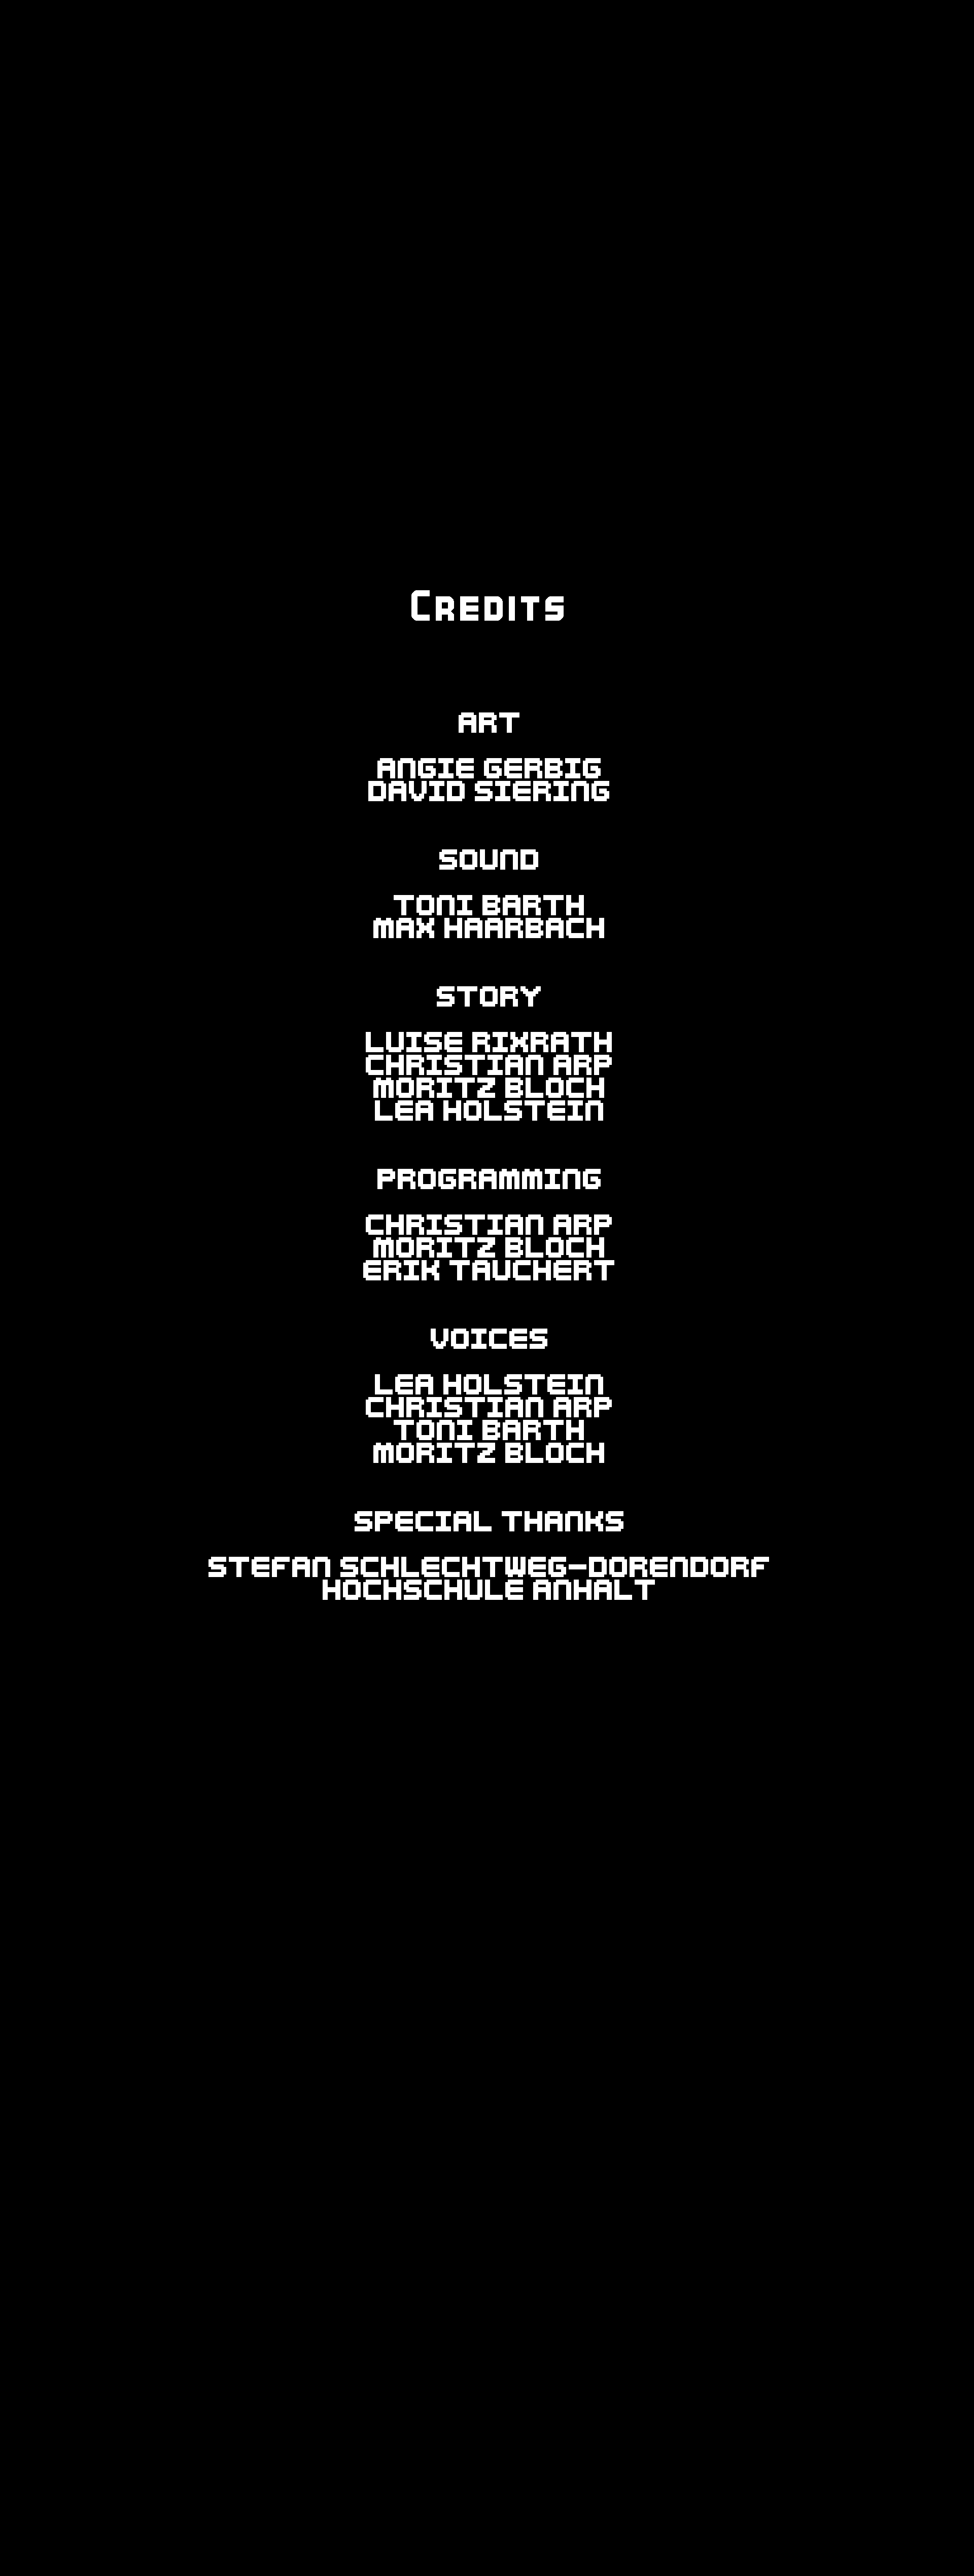 Credits
ART
ANGIE GERBIG
DAVID SIERING
SOUND
TONI BARTH
MAX HAARBACH
STORY
LUISE RIXRATH
CHRISTIAN ARP
MORITZ BLOCH
LEA HOLSTEIN
PROGRAMMING
CHRISTIAN ARP
MORITZ BLOCH
ERIK TAUCHERT
VOICES
LEA HOLSTEIN
CHRISTIAN ARP
TONI BARTH
MORITZ BLOCH
SPECIAL THANKS
STEFAN SCHLECHTWEG-DORENDORF
HOCHSCHULE ANHALT